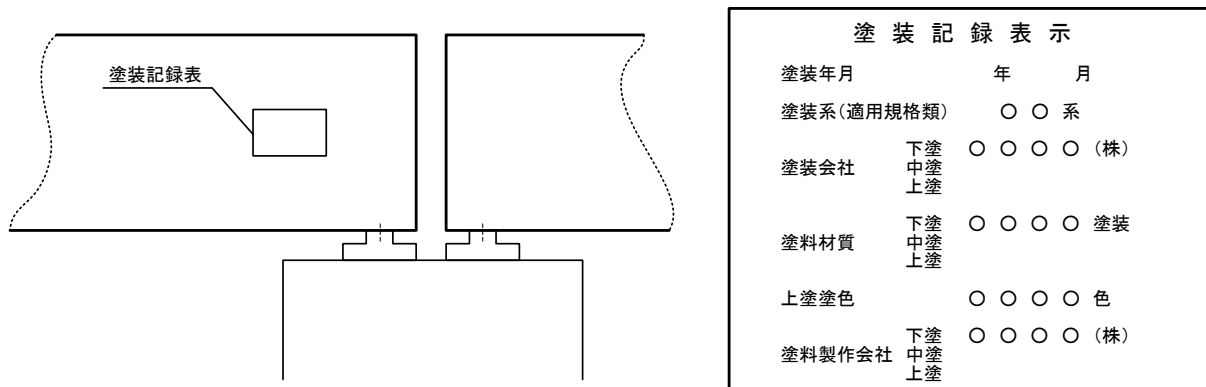 塗装記録表
塗装記録表示
塗装年月 年 月
塗装系(適用規格類) 〇 〇 系
塗装会社 下塗 〇 〇 〇 〇 (株)
中塗
上塗
塗料材質 下塗 〇 〇 〇 〇 塗装
中塗
上塗
上塗塗色 〇 〇 〇 〇 色
塗料製作会社 下塗 〇 〇 〇 〇 (株)
中塗
上塗